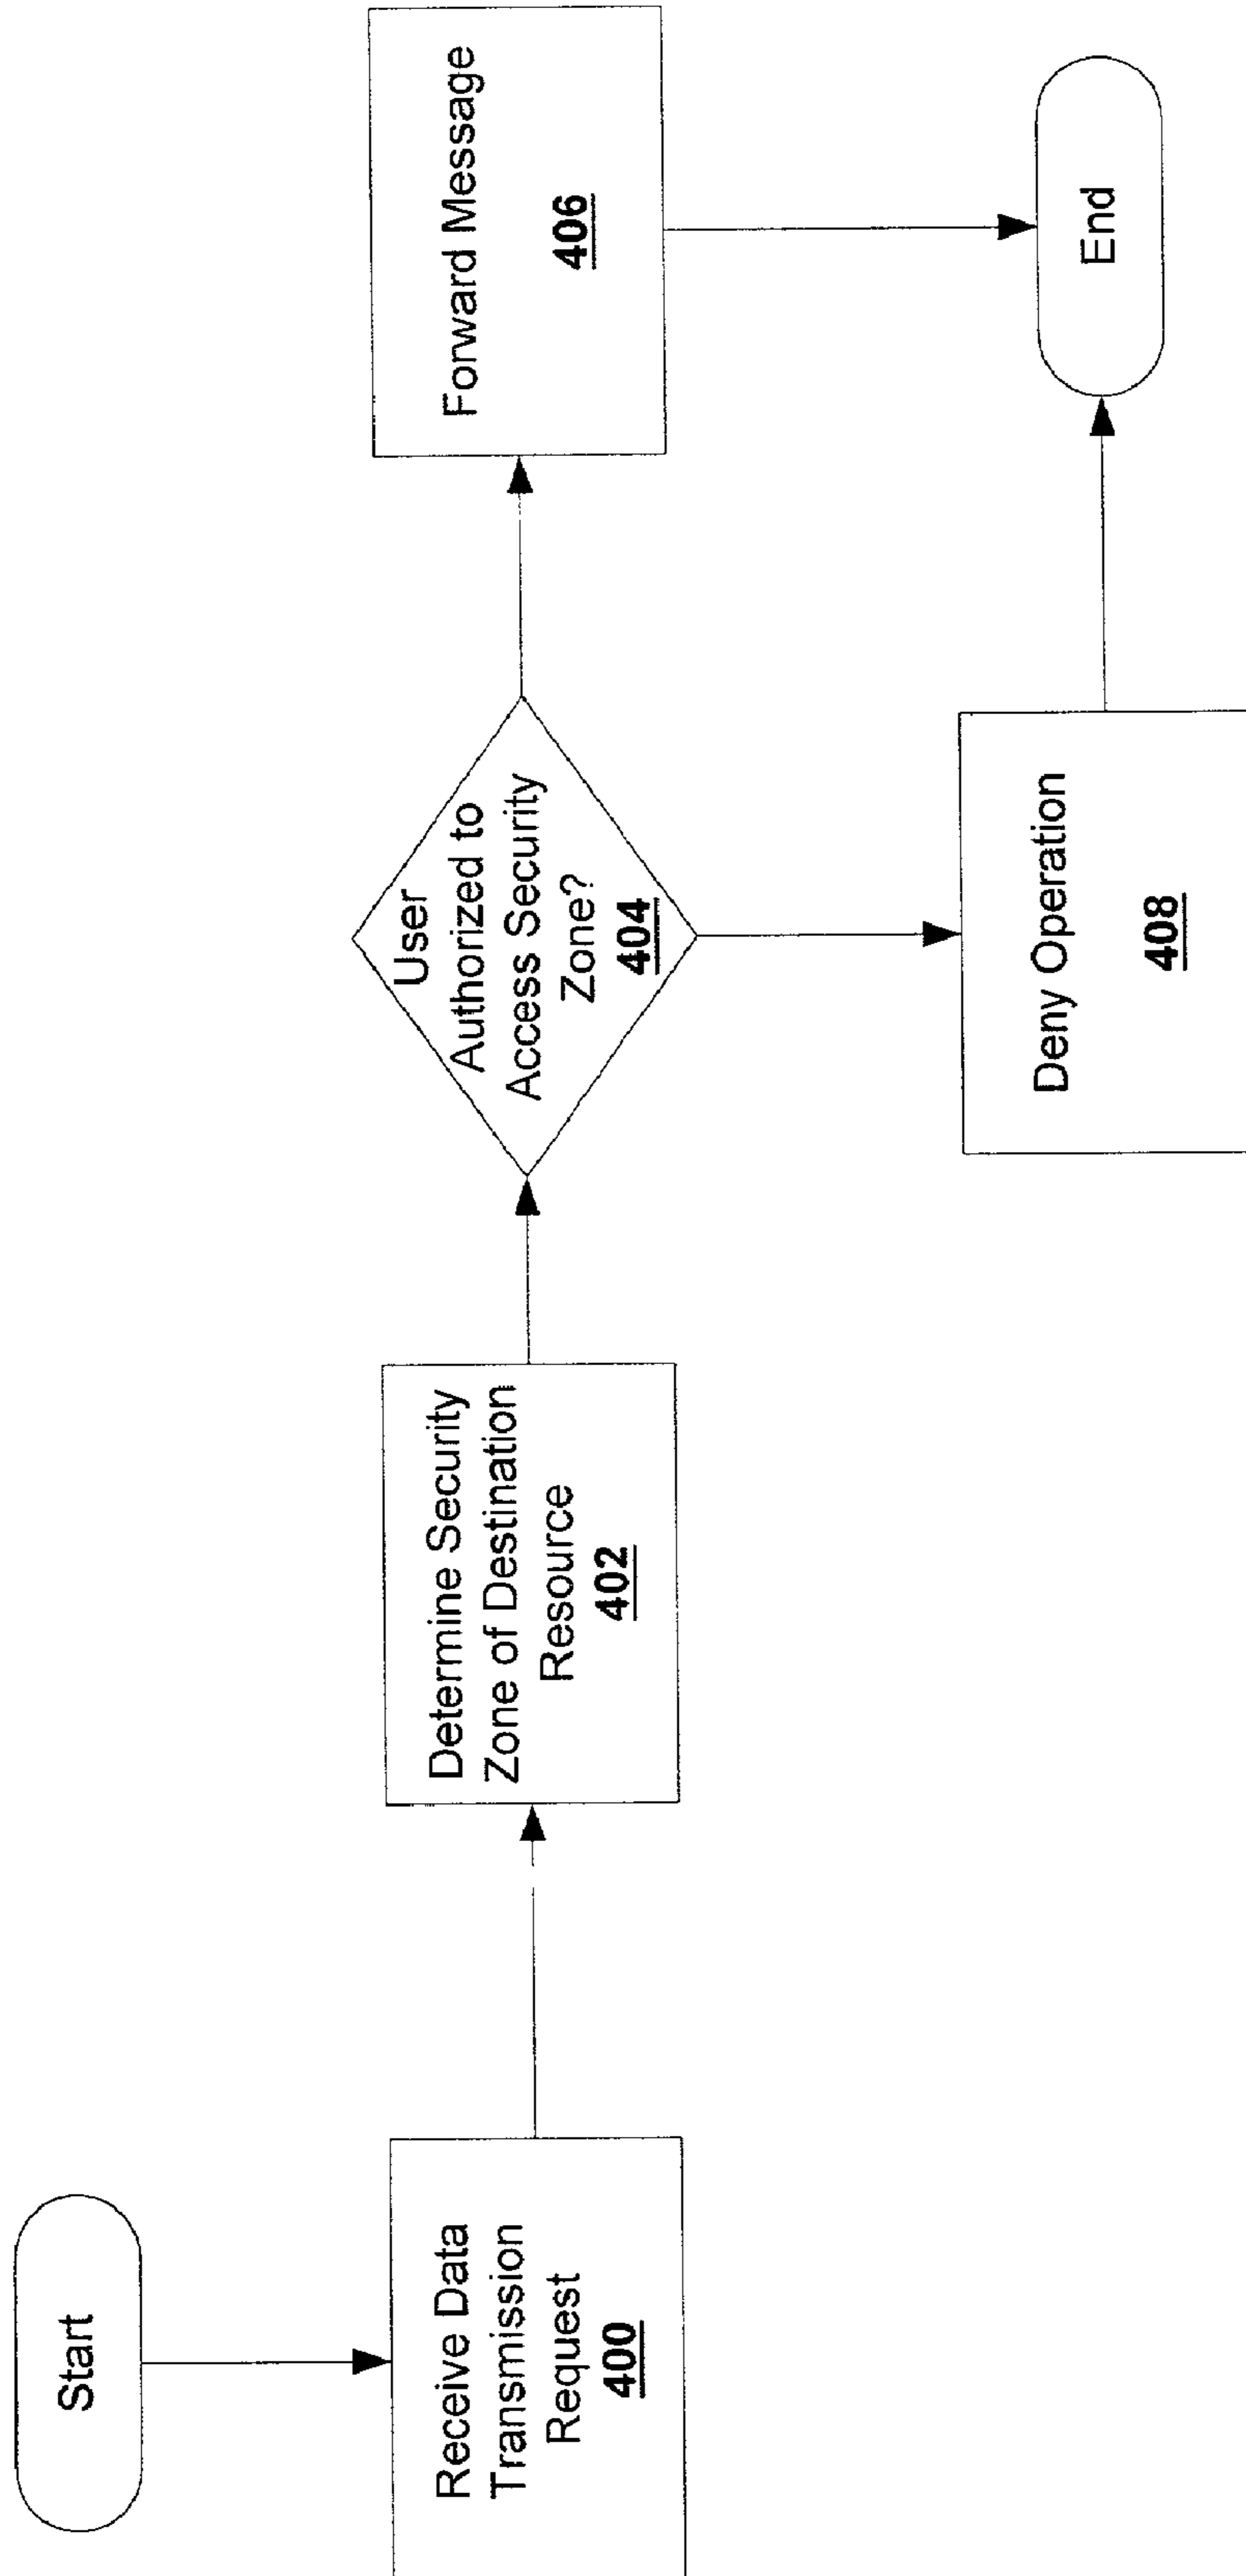 Start
Receive Data
Transmission
Request
400
Determine Security
Zone of Destination
Resource
402
User
Authorized to
Access Security
Zone?
404
Forward Message
406
Deny Operation
408
End